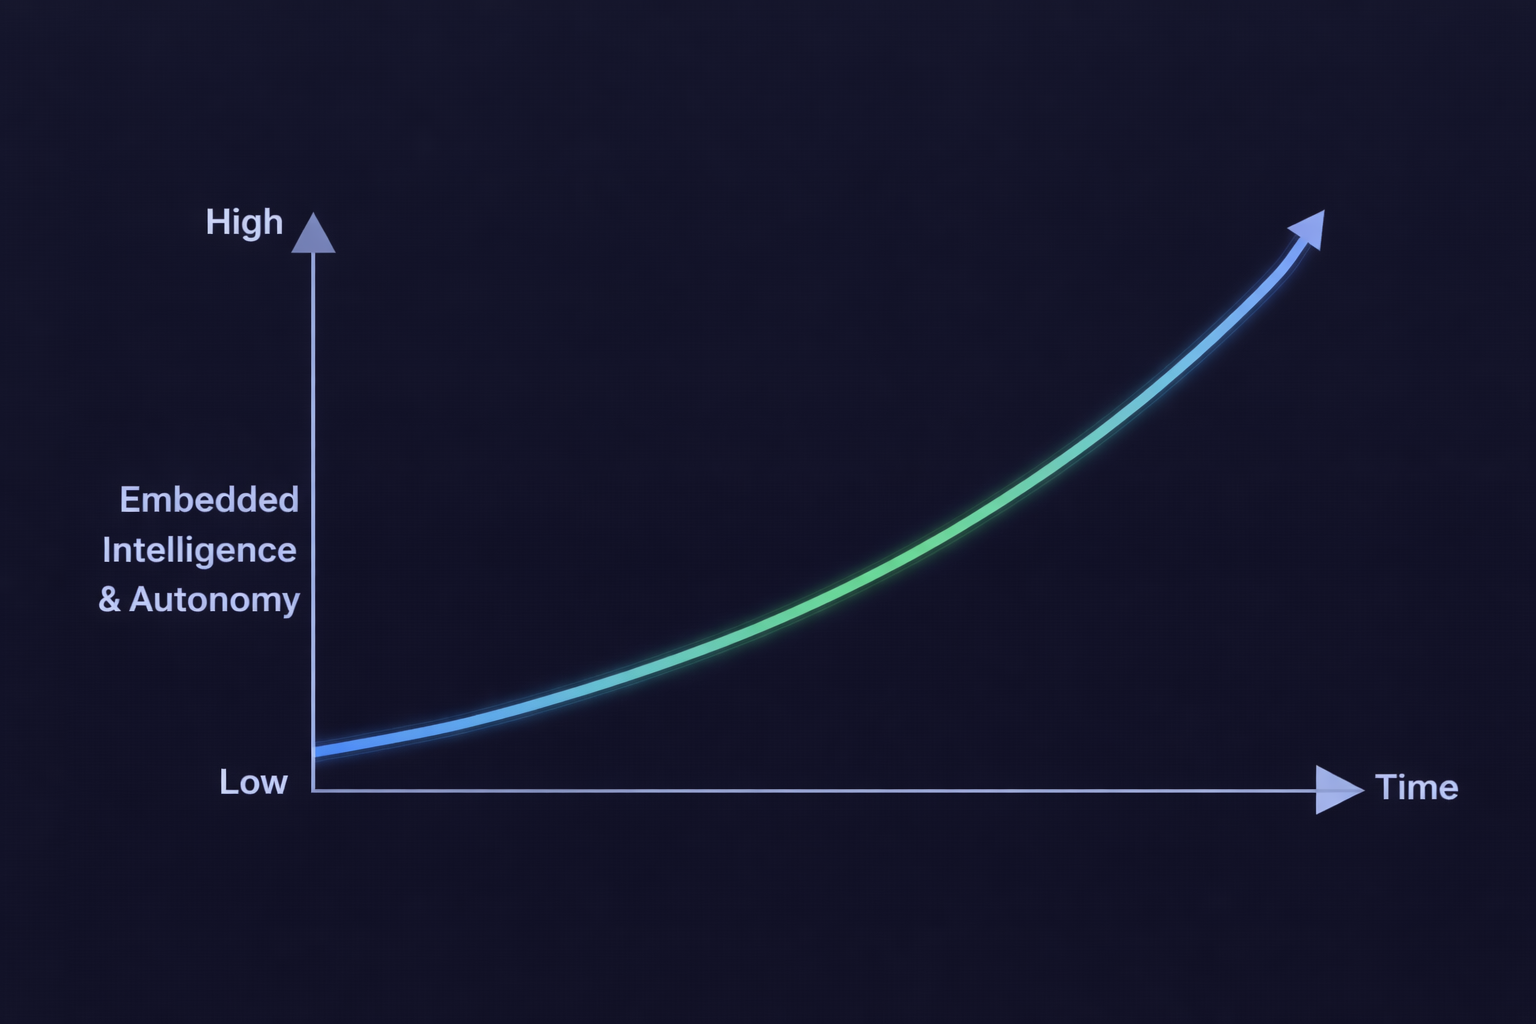 High
Embedded
Intelligence
& Autonomy
Low
Time